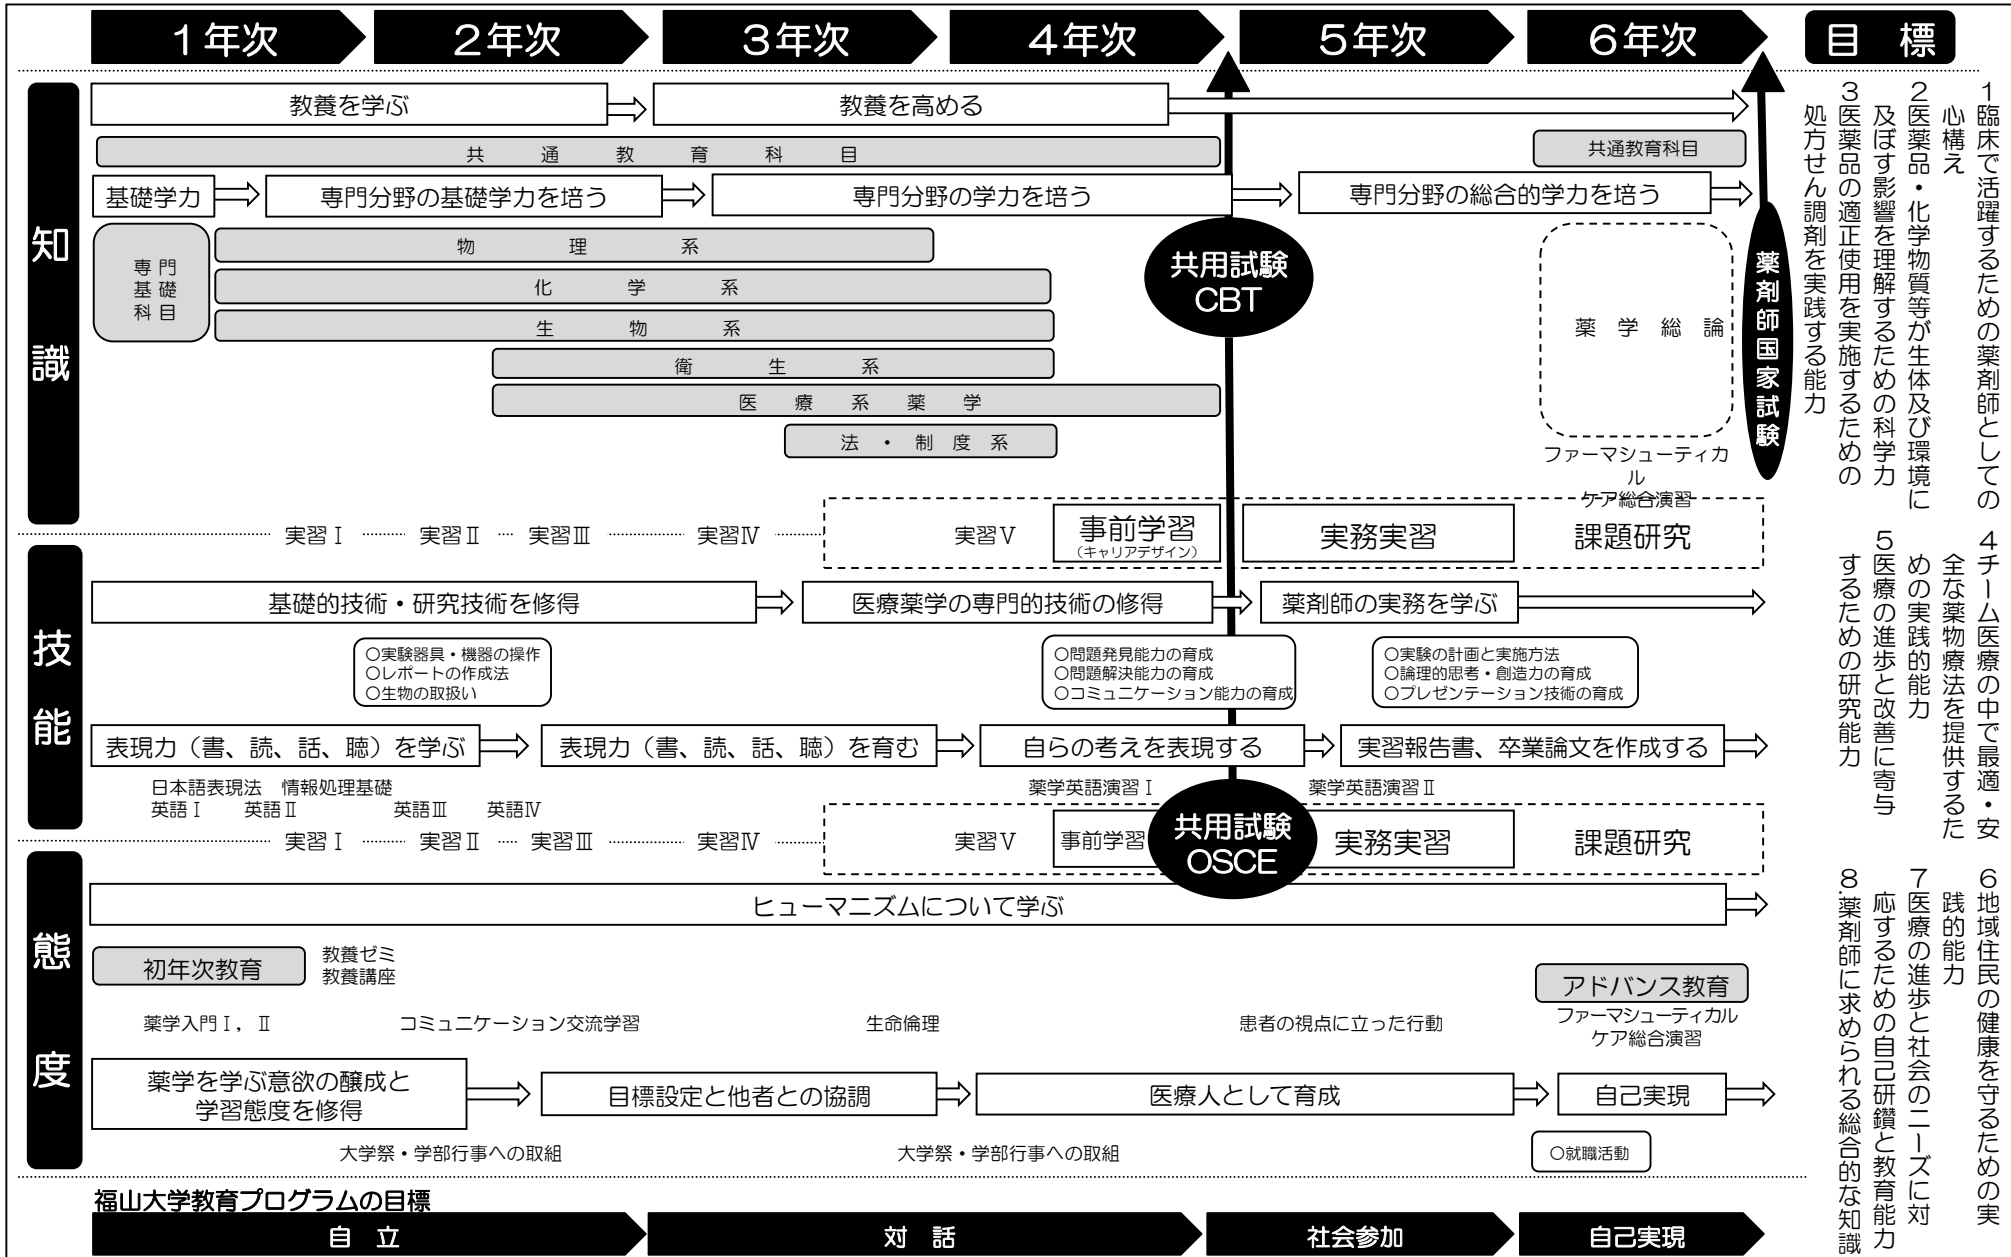 1年次
2年次
3年次
4年次
5年次
6年次
目標
知識
教養を学ぶ
教養を高める
共通教育科目
共通教育科目
基礎学力
専門分野の基礎学力を培う
専門分野の学力を培う
専門分野の総合的学力を培う
専門
基礎
科目
物理系
化学系
生物系
衛生系
医療系薬学
法・制度系
共用試験
CBT
薬学総論
薬剤師国家試験
ファーマシューティカ
ル
ケア総合演習
実習Ⅰ
実習Ⅱ
実習Ⅲ
実習Ⅳ
実習Ⅴ
事前学習
(キャリアデザイン)
実務実習
課題研究
技能
基礎的技術・研究技術を修得
医療薬学の専門的技術の修得
薬剤師の実務を学ぶ
○実験器具・機器の操作
○レポートの作成法
○生物の取扱い
○問題発見能力の育成
○問題解決能力の育成
○コミュニケーション能力の育成
○実験の計画と実施方法
○論理的思考・創造力の育成
○プレゼンテーション技術の育成
表現力（書、読、話、聴）を学ぶ
表現力（書、読、話、聴）を育む
自らの考えを表現する
実習報告書、卒業論文を作成する
日本語表現法 情報処理基礎
英語Ⅰ 英語Ⅱ 英語Ⅲ 英語Ⅳ
薬学英語演習Ⅰ
薬学英語演習Ⅱ
実習Ⅰ
実習Ⅱ
実習Ⅲ
実習Ⅳ
実習Ⅴ
事前学習
共用試験
OSCE
実務実習
課題研究
態度
ヒューマニズムについて学ぶ
初年次教育
教養ゼミ
教養講座
アドバンス教育
ファーマシューティカル
ケア総合演習
薬学入門Ⅰ，Ⅱ
コミュニケーション交流学習
生命倫理
患者の視点に立った行動
薬学を学ぶ意欲の醸成と
学習態度を修得
目標設定と他者との協調
医療人として育成
自己実現
大学祭・学部行事への取組
大学祭・学部行事への取組
○就職活動
福山大学教育プログラムの目標
自立
対話
社会参加
自己実現
1臨床で活躍するための薬剤師としての
心構え
2医薬品・化学物質等が生体及び環境に
及ぼす影響を理解するための科学力
3医薬品の適正使用を実施するための
処方せん調剤を実践する能力
4チーム医療の中で最適・安
全な薬物療法を提供するた
めの実践的能力
5医療の進歩と改善に寄与
するための研究能力
6地域住民の健康を守るための実
践的能力
7医療の進歩と社会のニーズに対
応するための自己研鑽と教育能力
8.薬剤師に求められる総合的な知識